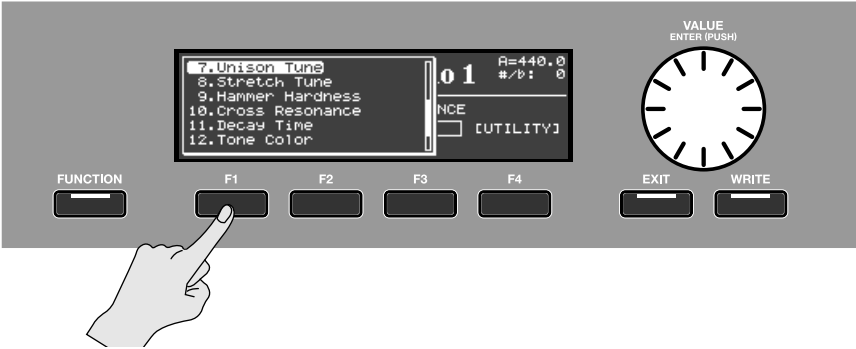 VALUE
ENTER (PUSH)
7.Unison Tune
8.Stretch Tune
9.Hammer Hardness
10.Cross Resonance
11.Decay Time
12.Tone Color
o 1
A=440.0
#/♭: 0
NCE
[UTILITY]
FUNCTION
F1
F2
F3
F4
EXIT
WRITE